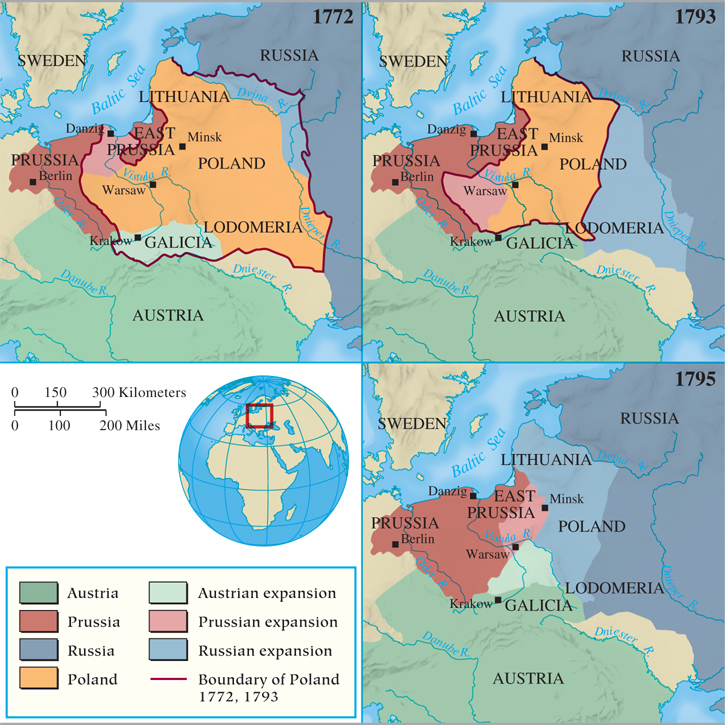 1772
SWEDEN
RUSSIA
Baltic Sea
LITHUANIA
Dvina R.
Danzig
EAST
PRUSSIA
Minsk
PRUSSIA
POLAND
Berlin
Vistula R.
Warsaw
Oder R.
LODOMERIA
Dnieper R.
Krakow
GALICIA
Dniester R.
Danube R.
AUSTRIA
1793
SWEDEN
RUSSIA
Baltic Sea
LITHUANIA
Dvina R.
Danzig
EAST
PRUSSIA
Minsk
PRUSSIA
POLAND
Berlin
Vistula R.
Warsaw
Oder R.
LODOMERIA
Dnieper R.
Krakow
GALICIA
Dniester R.
Danube R.
AUSTRIA
0 150 300 Kilometers
0 100 200 Miles
Austria
Austrian expansion
Prussia
Prussian expansion
Russia
Russian expansion
Poland
Boundary of Poland
1772, 1793
1795
SWEDEN
RUSSIA
Baltic Sea
LITHUANIA
Danzig
EAST
PRUSSIA
Minsk
PRUSSIA
POLAND
Berlin
Vistula R.
Warsaw
Oder R.
LODOMERIA
Dnieper R.
Krakow
GALICIA
Dniester R.
Danube R.
AUSTRIA